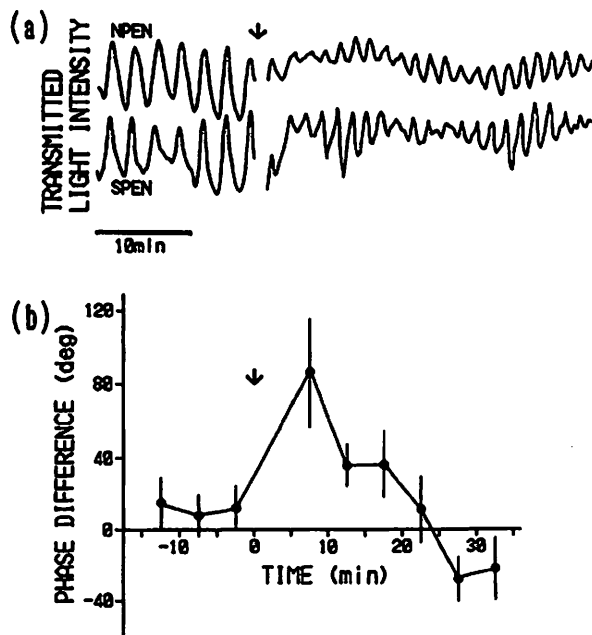 (a)
NPEN
TRANSMITTED
LIGHT INTENSITY
SPEN
10min
(b)
PHASE DIFFERENCE (deg)
120
80
40
0
-40
-10
0
10
20
30
TIME (min)